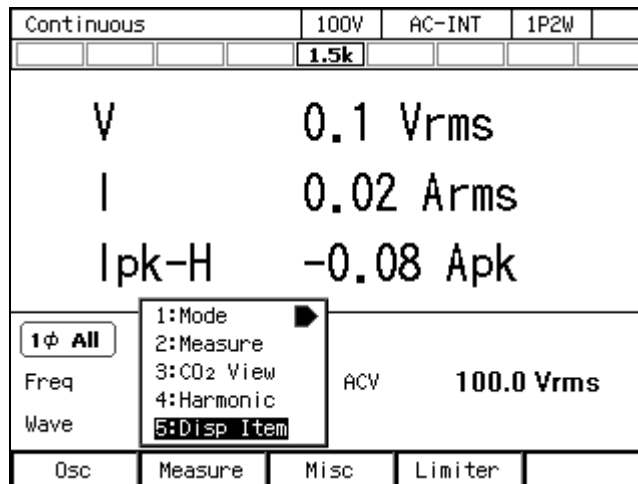 Continuous 100V AC-INT 1P2W
1.5k
V 0.1 Vrms
I 0.02 Arms
Ipk-H -0.08 Apk
1:Mode
1ϕ All 2:Measure
3:CO₂ View
Freq ACV 100.0 Vrms
4:Harmonic
Wave 5:Disp Item
Osc Measure Misc Limiter